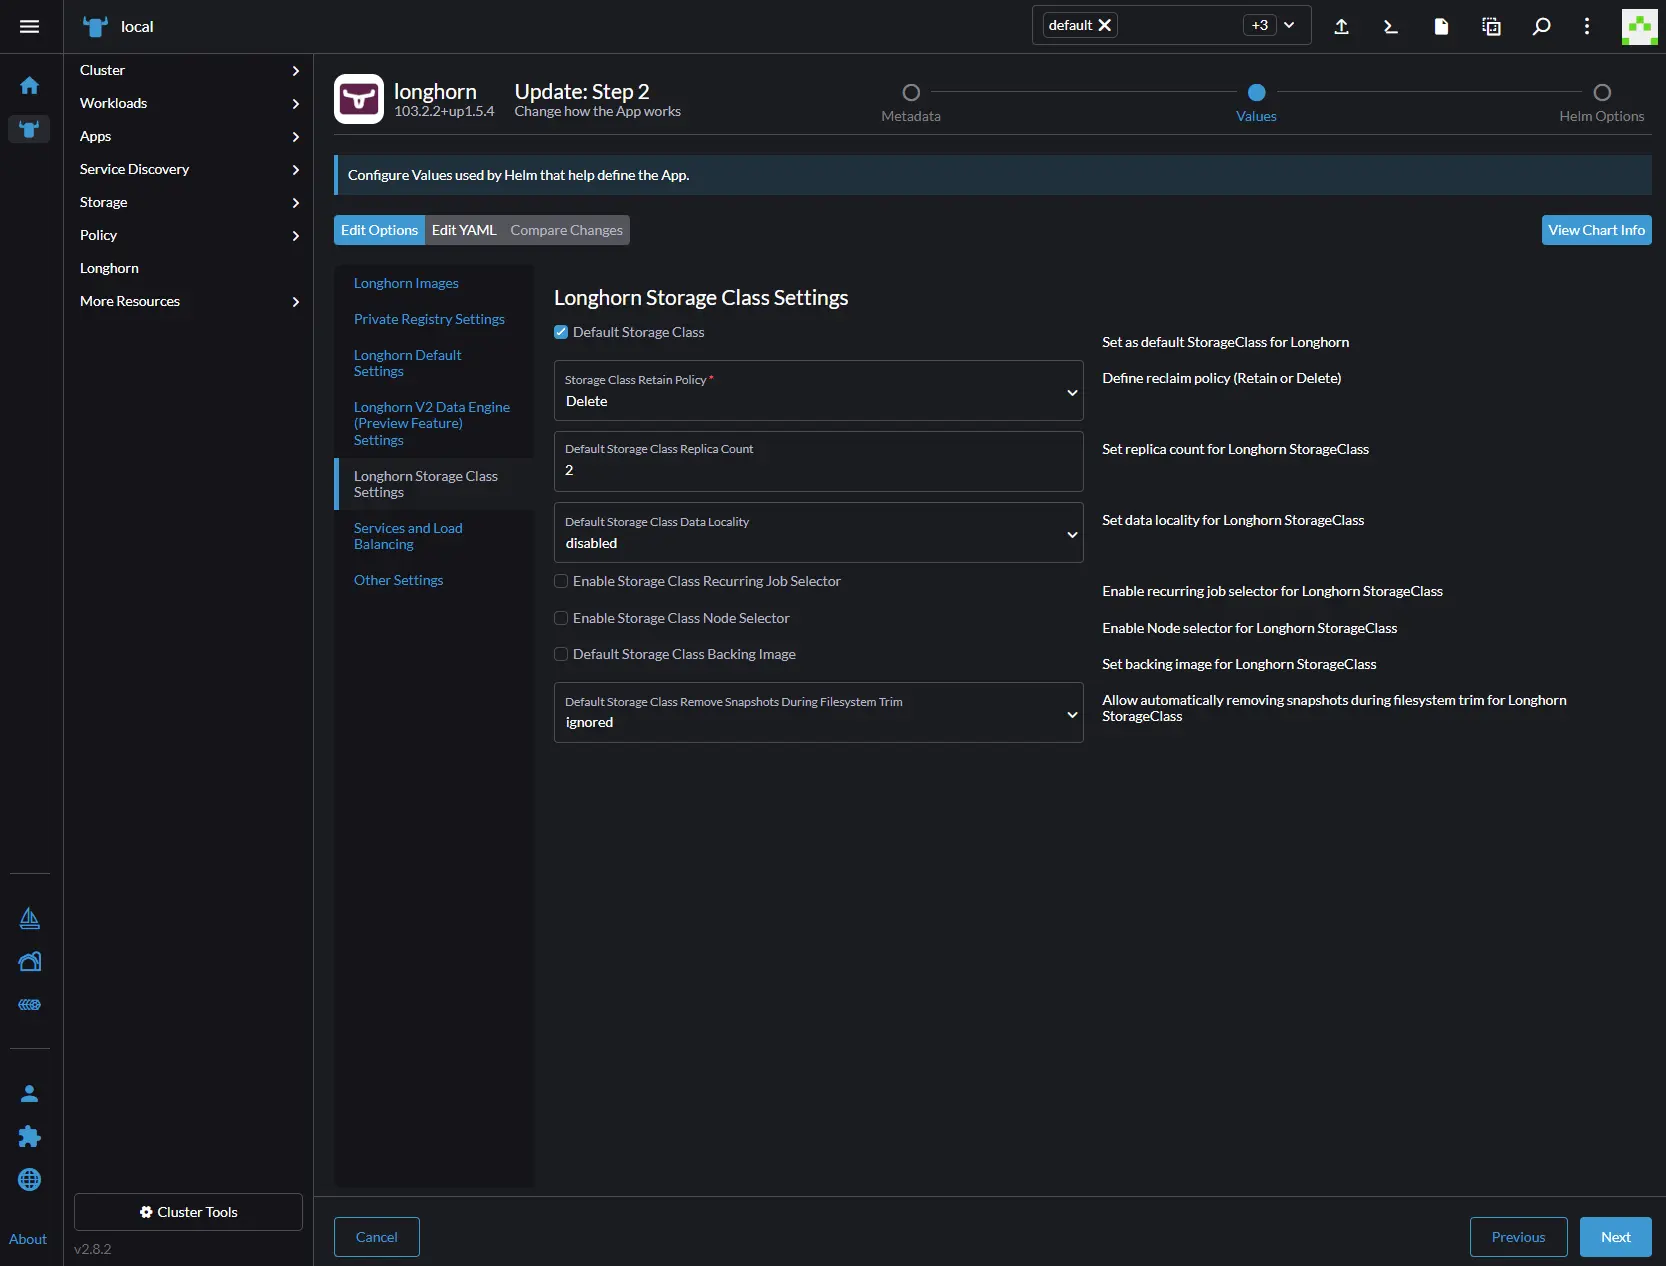 local
default
+3
Cluster
Workloads
Apps
Service Discovery
Storage
Policy
Longhorn
More Resources
Cluster Tools
v2.8.2
About
longhorn
103.2.2+up1.5.4
Update: Step 2
Change how the App works
Metadata
Values
Helm Options
Configure Values used by Helm that help define the App.
Edit Options
Edit YAML
Compare Changes
View Chart Info
Longhorn Images
Private Registry Settings
Longhorn Default
Settings
Longhorn V2 Data Engine
(Preview Feature)
Settings
Longhorn Storage Class
Settings
Services and Load
Balancing
Other Settings
Longhorn Storage Class Settings
Default Storage Class
Set as default StorageClass for Longhorn
Storage Class Retain Policy *
Delete
Define reclaim policy (Retain or Delete)
Default Storage Class Replica Count
2
Set replica count for Longhorn StorageClass
Default Storage Class Data Locality
disabled
Set data locality for Longhorn StorageClass
Enable Storage Class Recurring Job Selector
Enable recurring job selector for Longhorn StorageClass
Enable Storage Class Node Selector
Enable Node selector for Longhorn StorageClass
Default Storage Class Backing Image
Set backing image for Longhorn StorageClass
Default Storage Class Remove Snapshots During Filesystem Trim
ignored
Allow automatically removing snapshots during filesystem trim for Longhorn
StorageClass
Cancel
Previous
Next